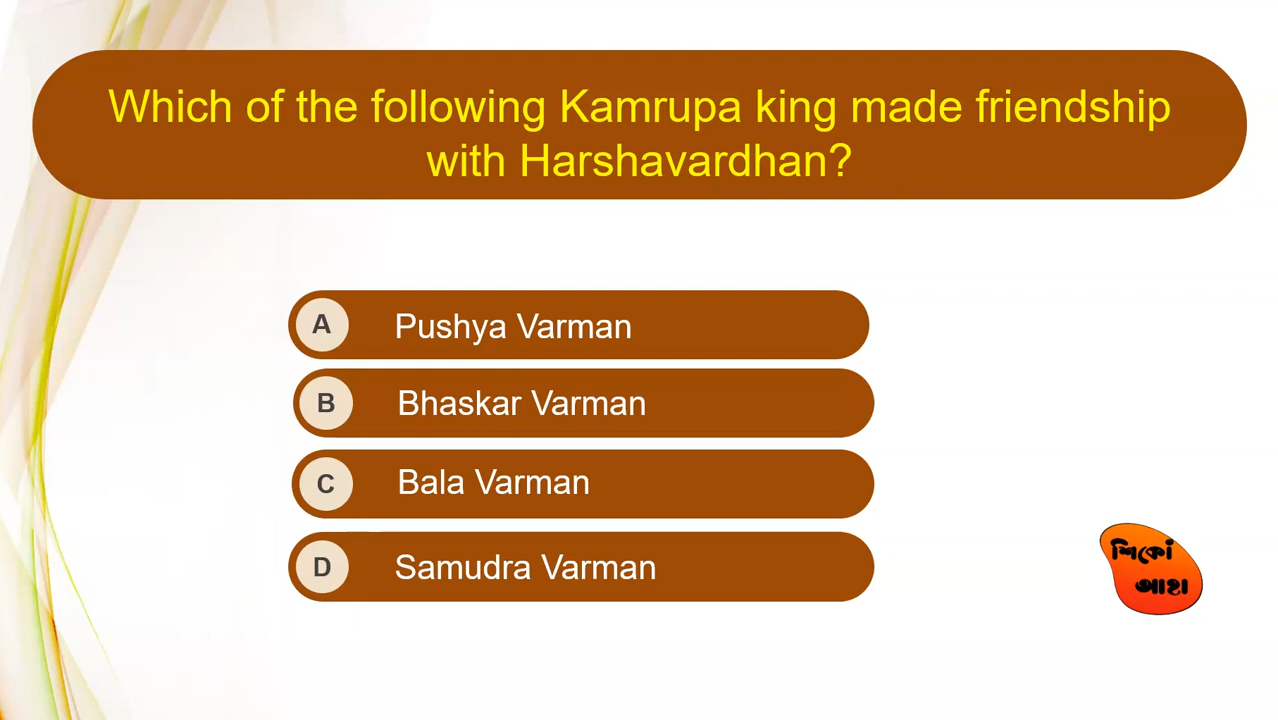 Which of the following Kamrupa king made friendship
with Harshavardhan?
A Pushya Varman
B Bhaskar Varman
C Bala Varman
D Samudra Varman
শিকোঁ
আহা